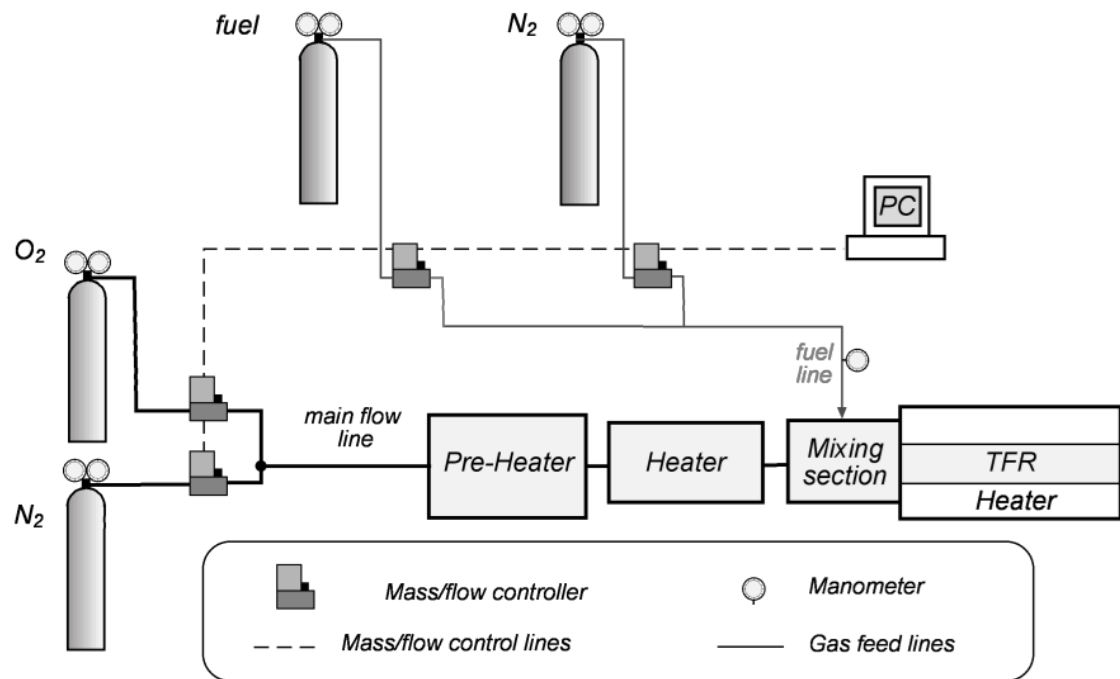 fuel
N2
PC
O2
fuel
line
main flow
line
Pre-Heater
Heater
Mixing
section
TFR
Heater
N2
Mass/flow controller
Manometer
Mass/flow control lines
Gas feed lines